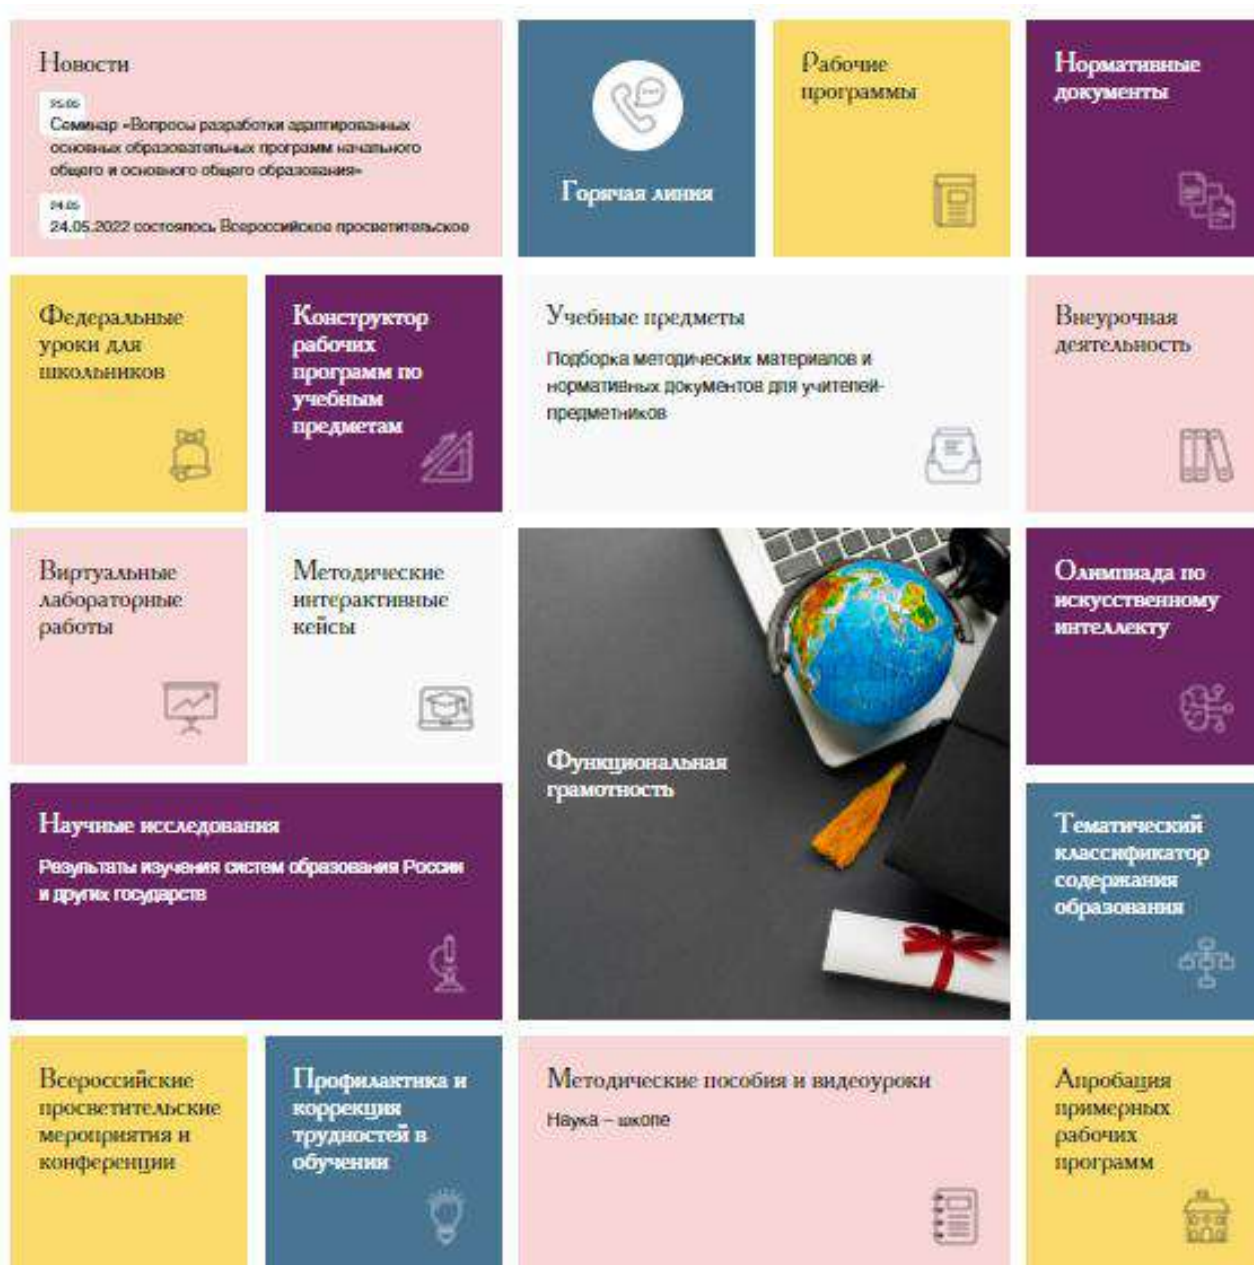 Новости
25.05
Семинар «Вопросы разработки адаптированных
основных образовательных программ начального
общего и основного общего образования»
24.05
24.05.2022 состоялось Всероссийское просветительское
Горячая линия
Рабочие
программы
Нормативные
документы
Федеральные
уроки для
школьников
Конструктор
рабочих
программ по
учебным
предметам
Учебные предметы
Подборка методических материалов и
нормативных документов для учителей-
предметников
Внеурочная
деятельность
Виртуальные
лабораторные
работы
Методические
интерактивные
кейсы
Функциональная
грамотность
Олимпиада по
искусственному
интеллекту
Научные исследования
Результаты изучения систем образования России
и других государств
Тематический
классификатор
содержания
образования
Всероссийские
просветительские
мероприятия и
конференции
Профилактика и
коррекция
трудностей в
обучении
Методические пособия и видеоуроки
Наука – школе
Апробация
примерных
рабочих
программ